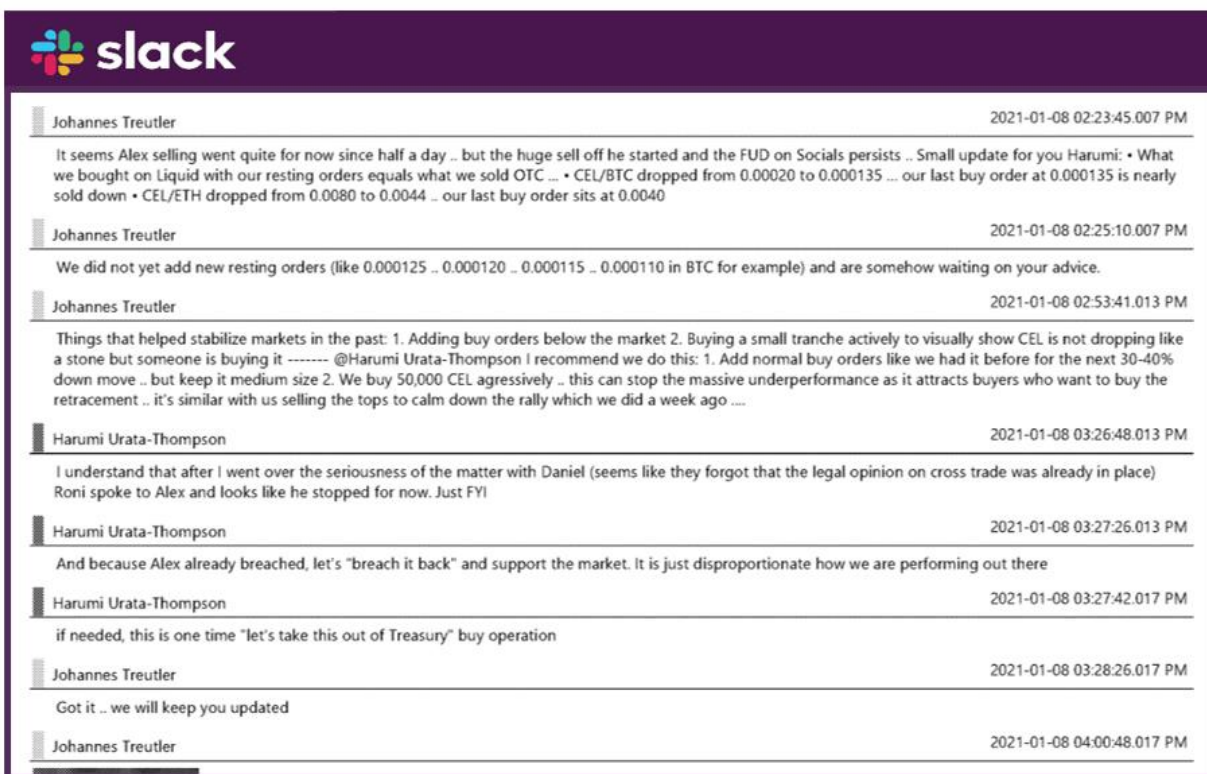 slack
Johannes Treutler 2021-01-08 02:23:45.007 PM
It seems Alex selling went quite for now since half a day .. but the huge sell off he started and the FUD on Socials persists .. Small update for you Harumi: • What
we bought on Liquid with our resting orders equals what we sold OTC ... • CEL/BTC dropped from 0.00020 to 0.000135 ... our last buy order at 0.000135 is nearly
sold down • CEL/ETH dropped from 0.0080 to 0.0044 .. our last buy order sits at 0.0040
Johannes Treutler 2021-01-08 02:25:10.007 PM
We did not yet add new resting orders (like 0.000125 .. 0.000120 .. 0.000115 .. 0.000110 in BTC for example) and are somehow waiting on your advice.
Johannes Treutler 2021-01-08 02:53:41.013 PM
Things that helped stabilize markets in the past: 1. Adding buy orders below the market 2. Buying a small tranche actively to visually show CEL is not dropping like
a stone but someone is buying it ------- @Harumi Urata-Thompson I recommend we do this: 1. Add normal buy orders like we had it before for the next 30-40%
down move .. but keep it medium size 2. We buy 50,000 CEL agressively .. this can stop the massive underperformance as it attracts buyers who want to buy the
retracement .. it's similar with us selling the tops to calm down the rally which we did a week ago ....
Harumi Urata-Thompson 2021-01-08 03:26:48.013 PM
I understand that after I went over the seriousness of the matter with Daniel (seems like they forgot that the legal opinion on cross trade was already in place)
Roni spoke to Alex and looks like he stopped for now. Just FYI
Harumi Urata-Thompson 2021-01-08 03:27:26.013 PM
And because Alex already breached, let's "breach it back" and support the market. It is just disproportionate how we are performing out there
Harumi Urata-Thompson 2021-01-08 03:27:42.017 PM
if needed, this is one time "let's take this out of Treasury" buy operation
Johannes Treutler 2021-01-08 03:28:26.017 PM
Got it .. we will keep you updated
Johannes Treutler 2021-01-08 04:00:48.017 PM